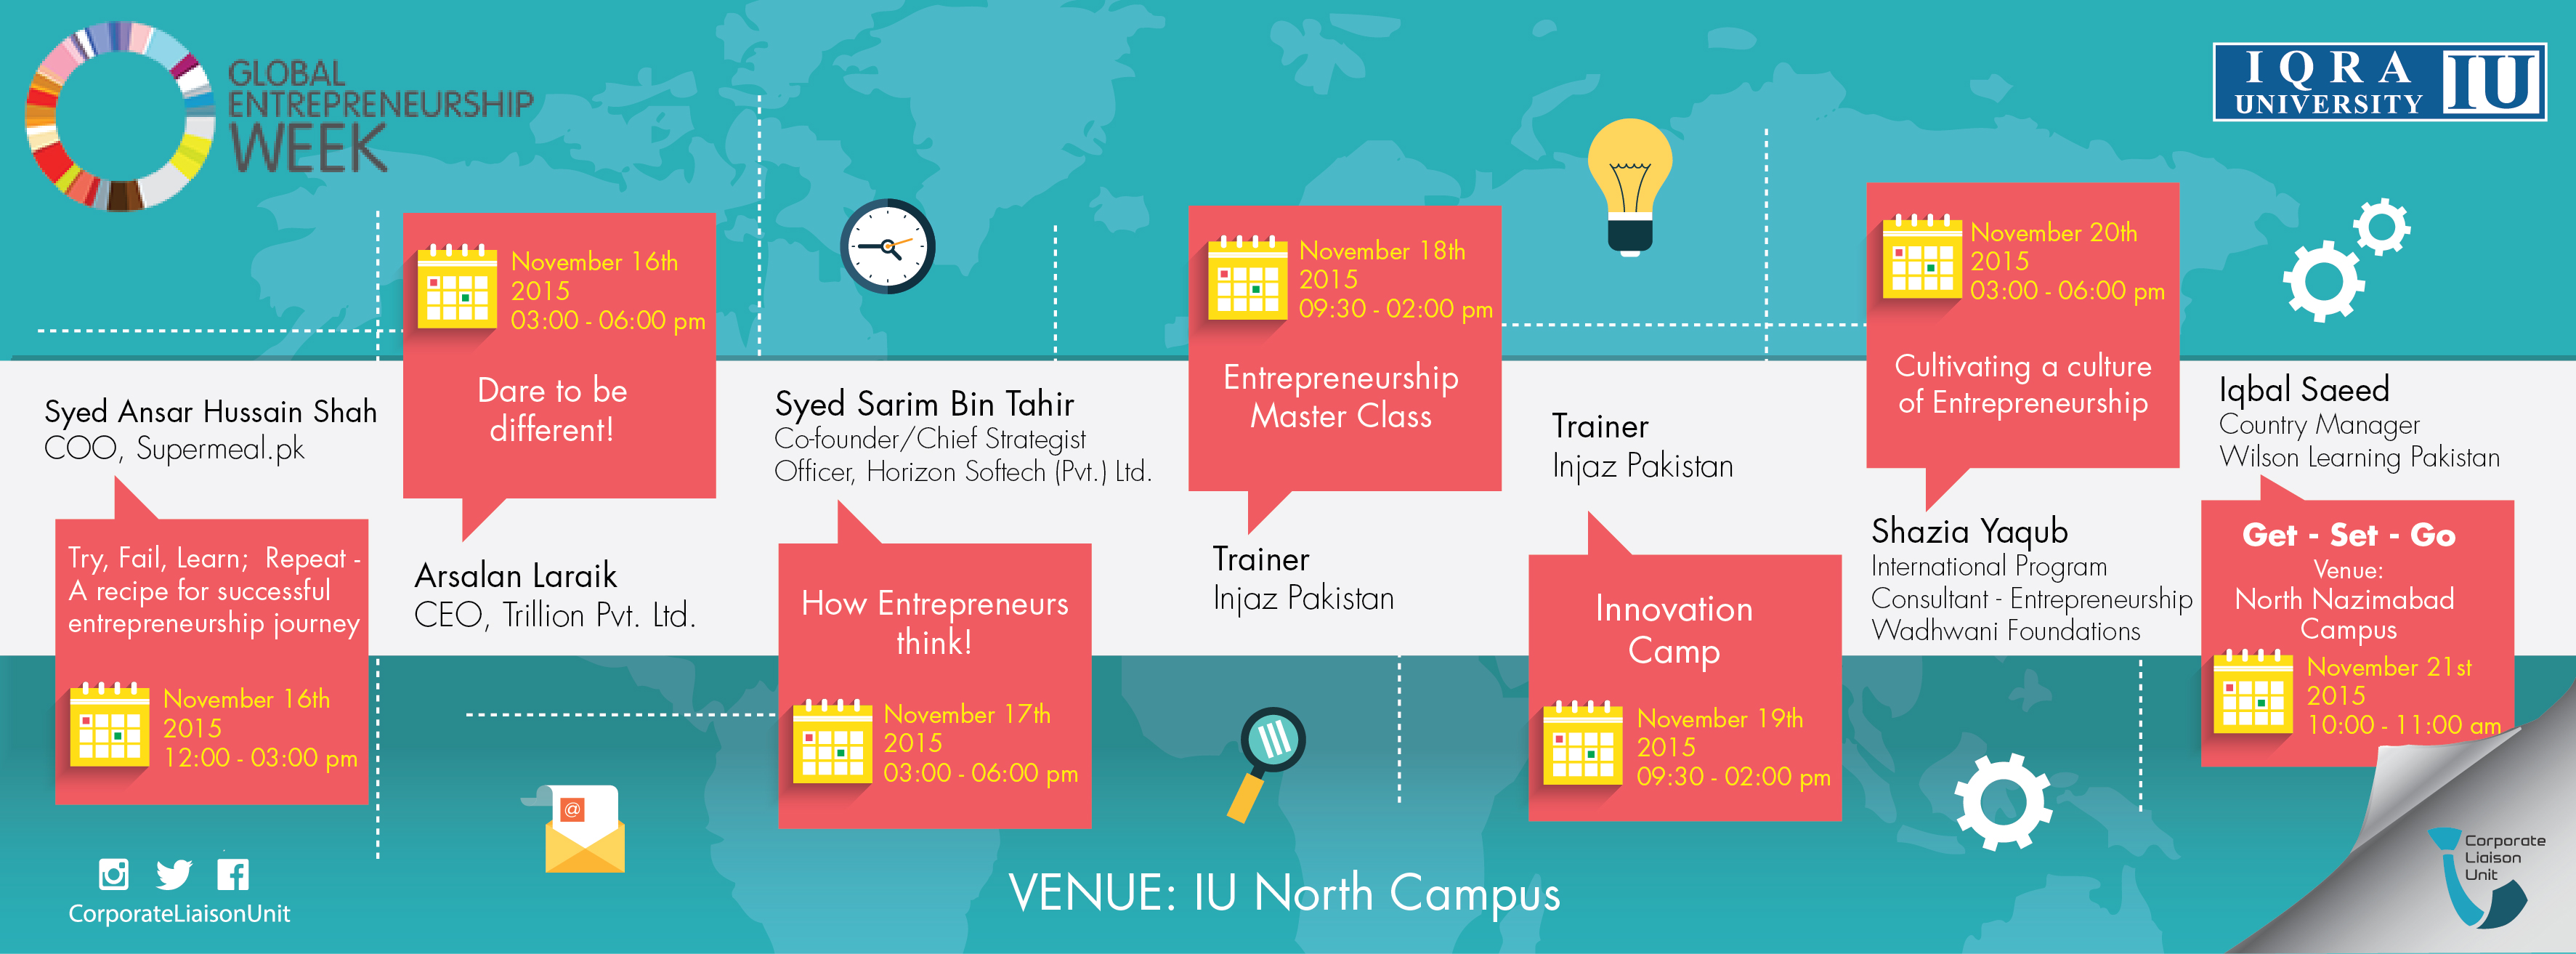 GLOBAL
ENTREPRENEURSHIP
WEEK
IQRA
UNIVERSITY
IU
Syed Ansar Hussain Shah
COO, Supermeal.pk
Try, Fail, Learn; Repeat -
A recipe for successful
entrepreneurship journey
November 16th
2015
12:00 - 03:00 pm
November 16th
2015
03:00 - 06:00 pm
Dare to be
different!
Arsalan Laraik
CEO, Trillion Pvt. Ltd.
Syed Sarim Bin Tahir
Co-founder/Chief Strategist
Officer, Horizon Softech (Pvt.) Ltd.
How Entrepreneurs
think!
November 17th
2015
03:00 - 06:00 pm
November 18th
2015
09:30 - 02:00 pm
Entrepreneurship
Master Class
Trainer
Injaz Pakistan
Trainer
Injaz Pakistan
Innovation
Camp
November 19th
2015
09:30 - 02:00 pm
November 20th
2015
03:00 - 06:00 pm
Cultivating a culture
of Entrepreneurship
Shazia Yaqub
International Program
Consultant - Entrepreneurship
Wadhwani Foundations
Iqbal Saeed
Country Manager
Wilson Learning Pakistan
Get - Set - Go
Venue:
North Nazimabad
Campus
November 21st
2015
10:00 - 11:00 am
@
CorporateLiaisonUnit
VENUE: IU North Campus
Corporate
Liaison
Unit